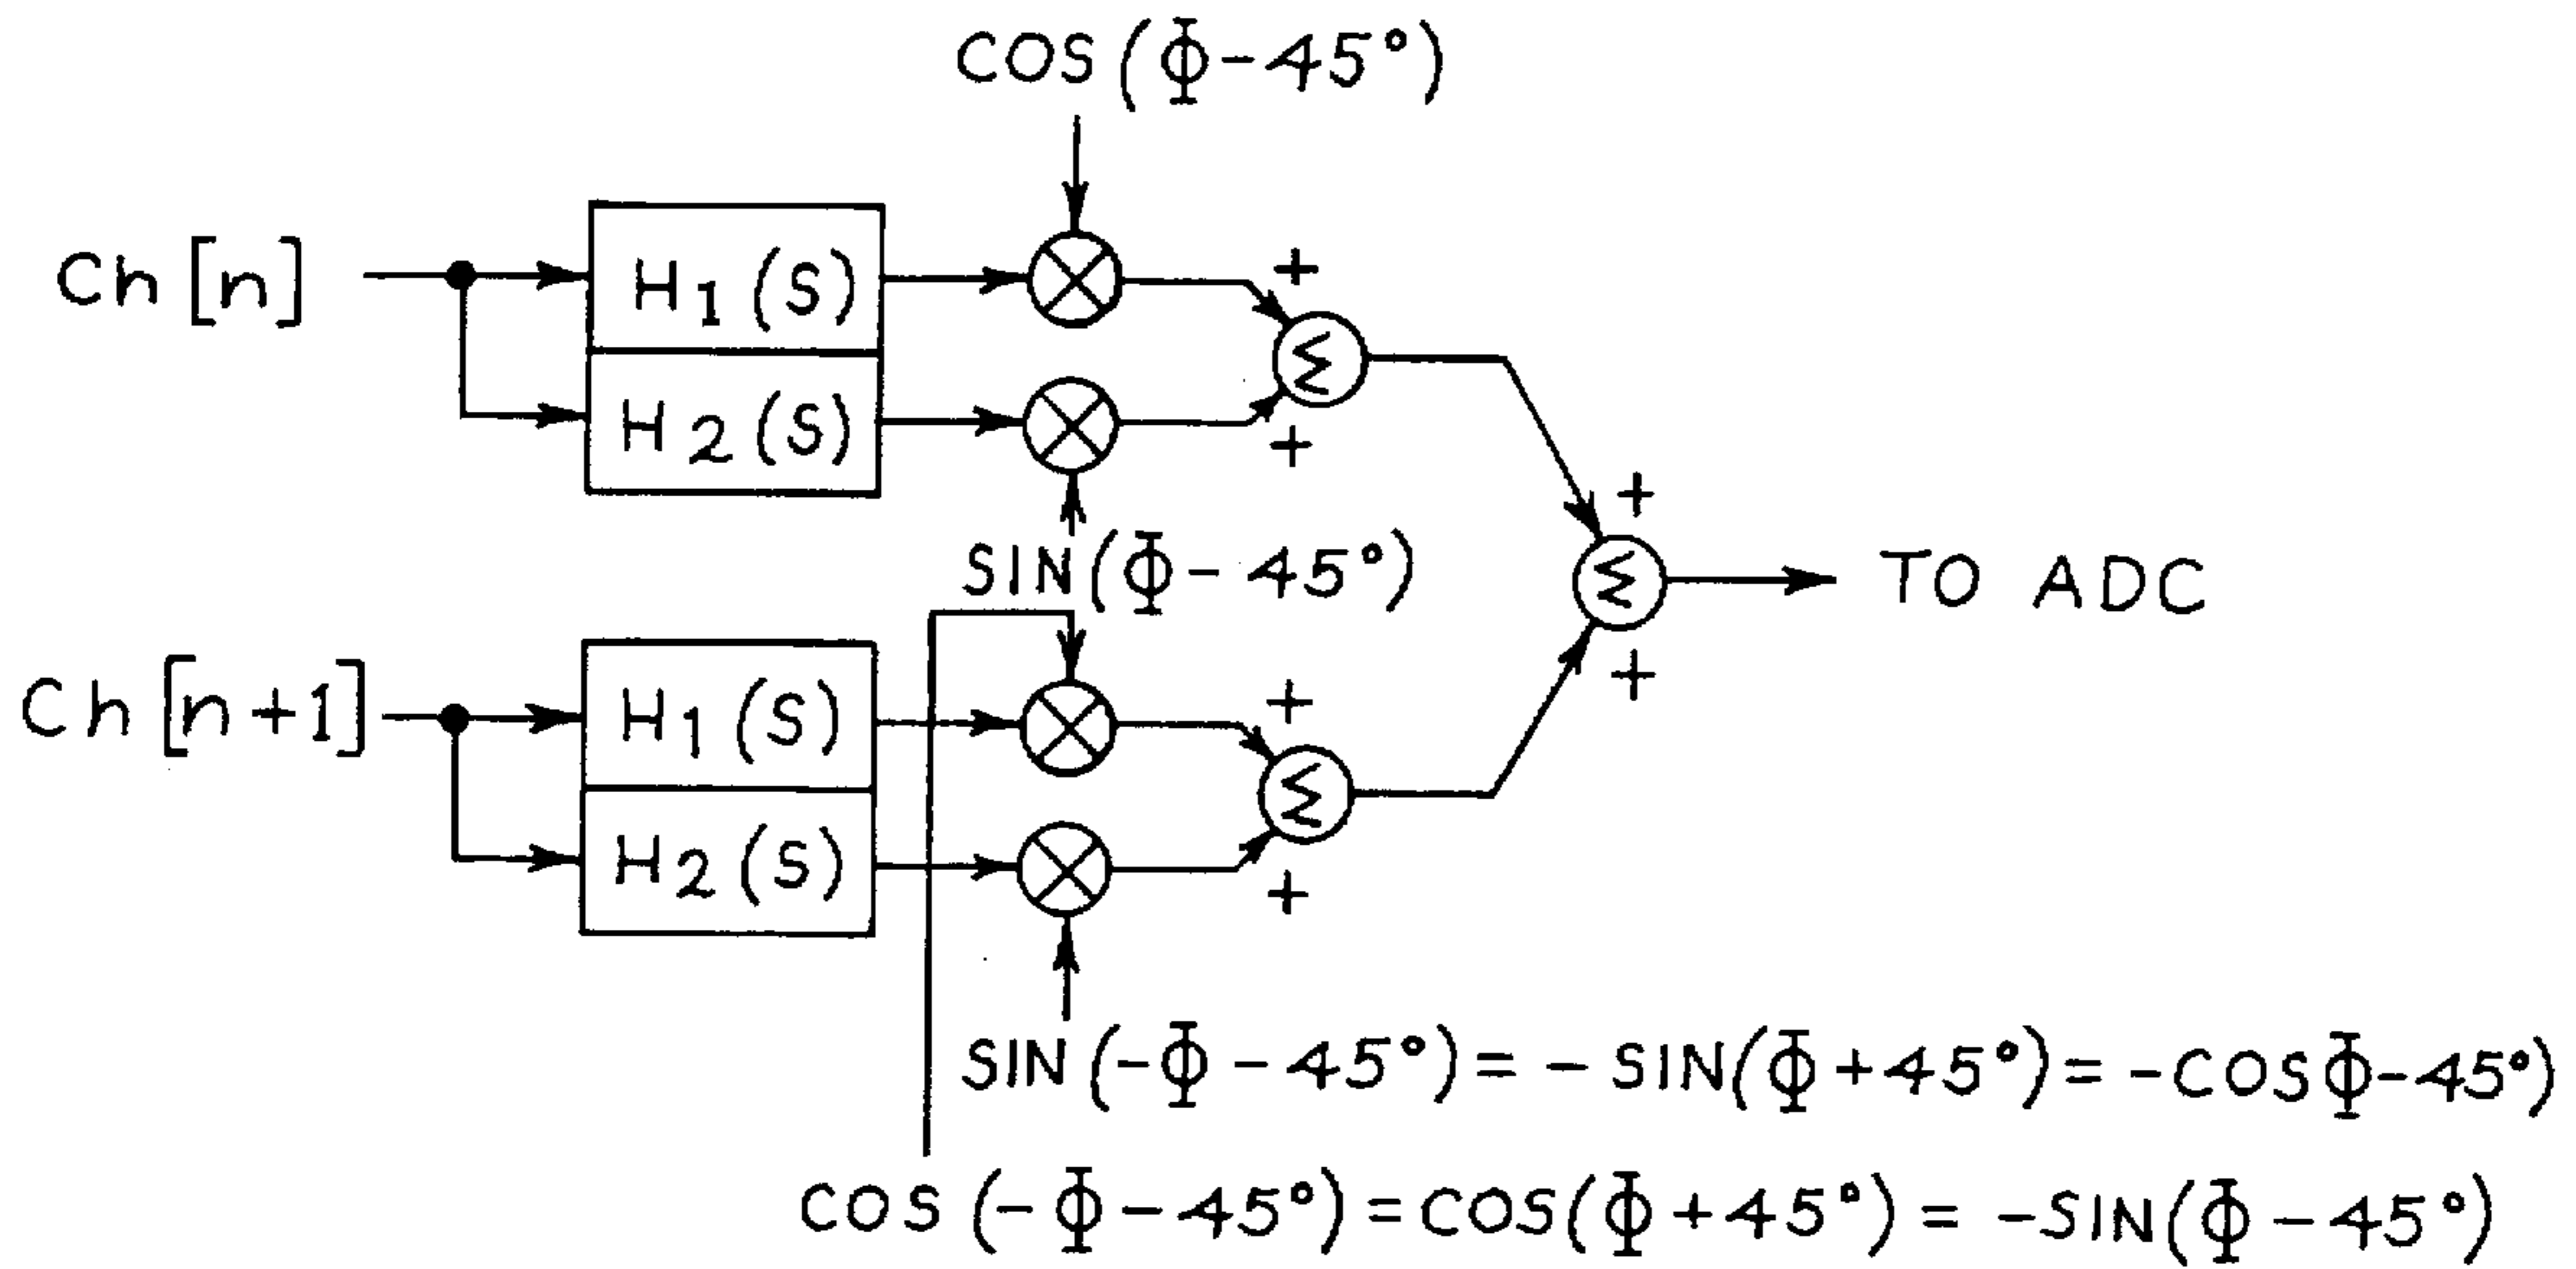 COS(Φ-45°)
Ch[n]
H1(S)
+
Σ
H2(S)
+
SIN(Φ-45°)
+
Σ
TO ADC
+
Ch[n+1]
H1(S)
+
Σ
H2(S)
+
SIN(-Φ-45°)=-SIN(Φ+45°)=-COSΦ-45°)
COS(-Φ-45°)=COS(Φ+45°)=-SIN(Φ-45°)